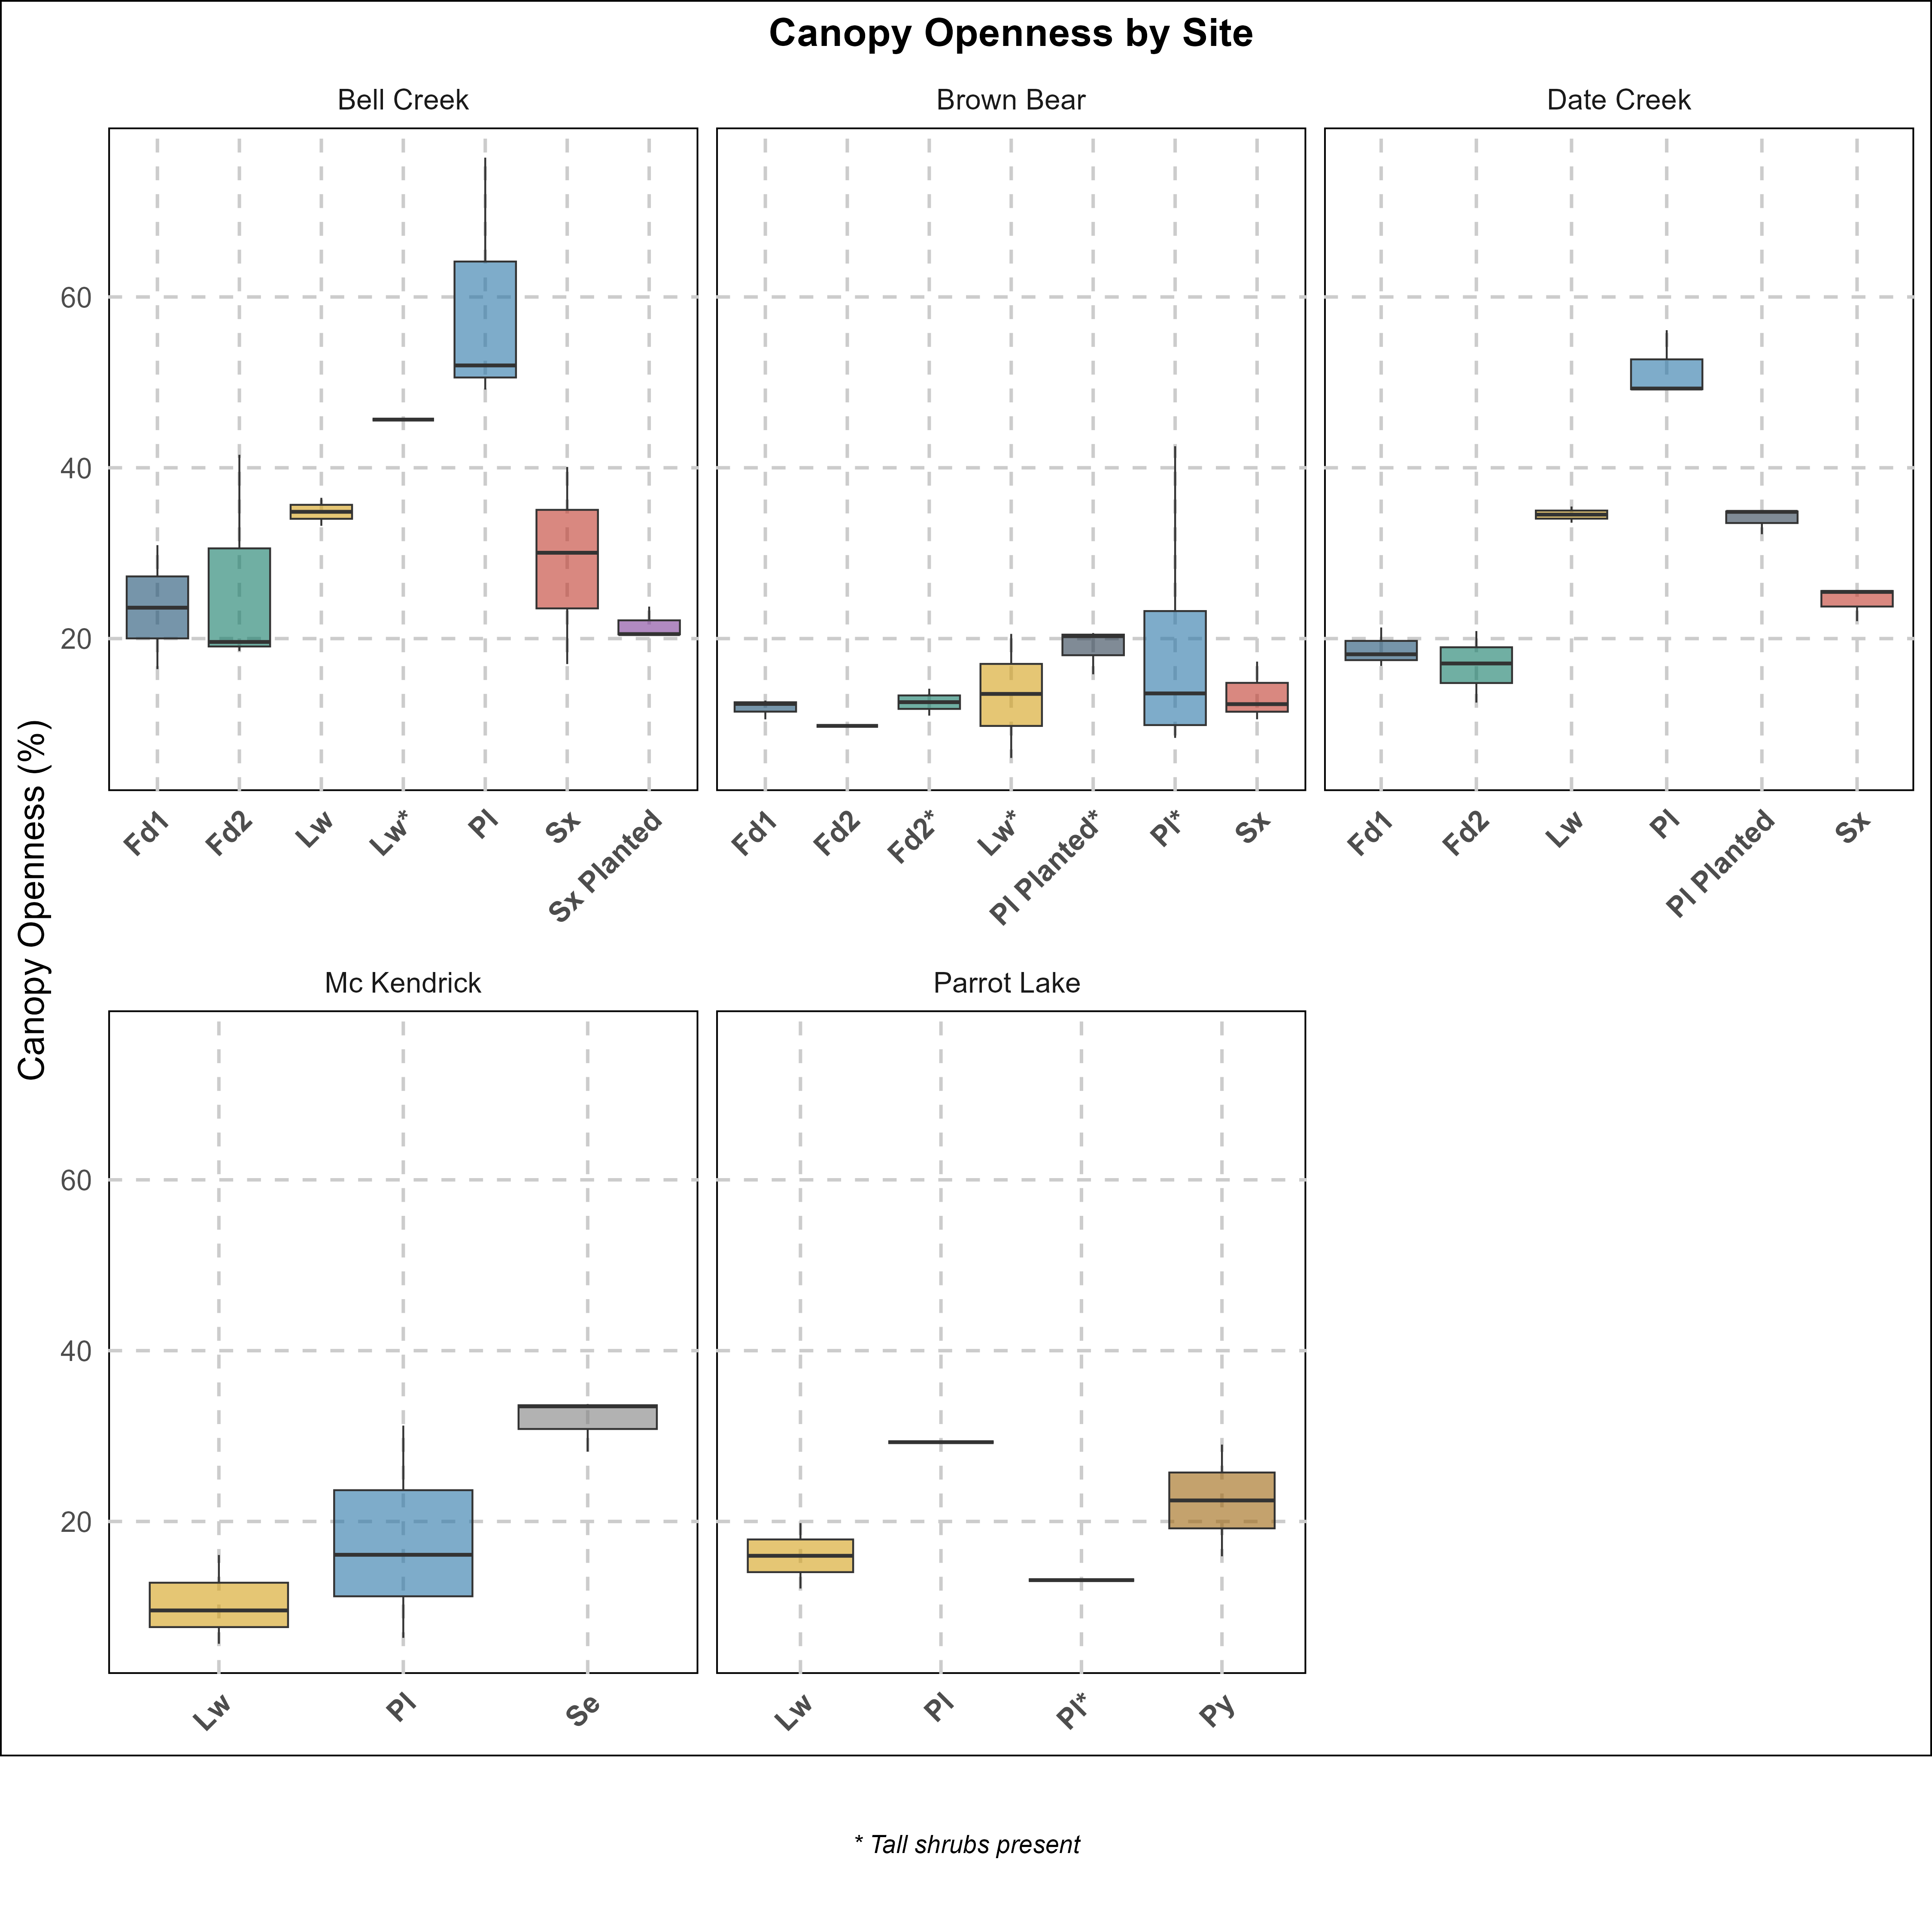 Canopy Openness by Site
Bell Creek
Brown Bear
Date Creek
Canopy Openness (%)
60
40
20
Fd1
Fd2
Lw
Lw*
Pl
Sx
Sx Planted
Fd1
Fd2
Fd2*
Lw*
Pl Planted*
Pl*
Sx
Fd1
Fd2
Lw
Pl
Pl Planted
Sx
Mc Kendrick
Parrot Lake
60
40
20
Lw
Pl
Se
Lw
Pl
Pl*
Py
* Tall shrubs present